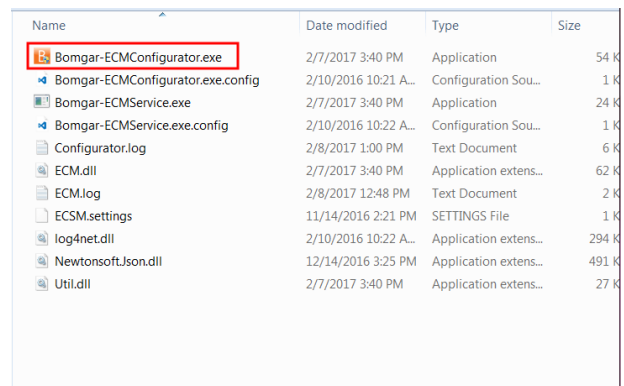 Name Date modified Type Size
Bomgar-ECMConfigurator.exe 2/7/2017 3:40 PM Application 54 K
Bomgar-ECMConfigurator.exe.config 2/10/2016 10:21 A... Configuration Sou... 1 K
Bomgar-ECMService.exe 2/7/2017 3:40 PM Application 24 K
Bomgar-ECMService.exe.config 2/10/2016 10:22 A... Configuration Sou... 1 K
Configurator.log 2/8/2017 1:00 PM Text Document 6 K
ECM.dll 2/7/2017 3:40 PM Application extens... 62 K
ECM.log 2/8/2017 12:48 PM Text Document 2 K
ECSM.settings 11/14/2016 2:21 PM SETTINGS File 1 K
log4net.dll 2/10/2016 10:22 A... Application extens... 294 K
Newtonsoft.Json.dll 12/14/2016 3:25 PM Application extens... 491 K
Util.dll 2/7/2017 3:40 PM Application extens... 27 K